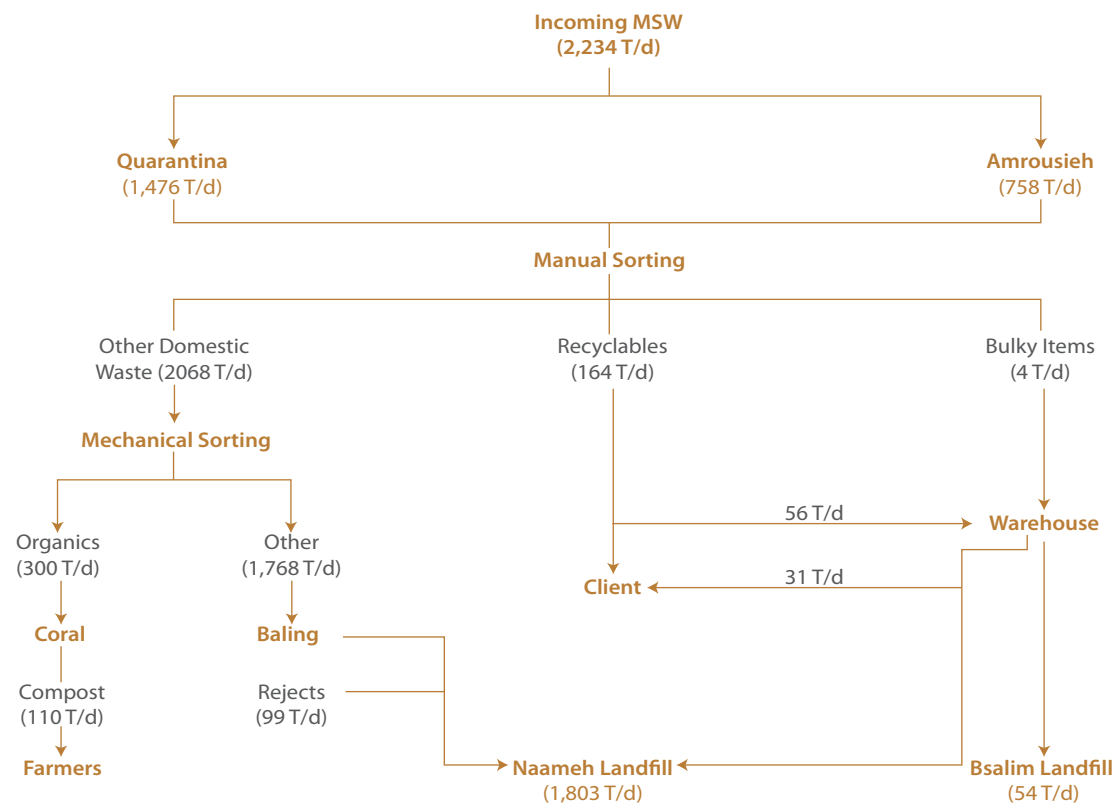 Incoming MSW
(2,234 T/d)
Quarantina
(1,476 T/d)
Amrousieh
(758 T/d)
Manual Sorting
Other Domestic
Waste (2068 T/d)
Recyclables
(164 T/d)
Bulky Items
(4 T/d)
Mechanical Sorting
Organics
(300 T/d)
Other
(1,768 T/d)
56 T/d
Warehouse
Client
31 T/d
Coral
Baling
Compost
(110 T/d)
Rejects
(99 T/d)
Farmers
Naameh Landfill
(1,803 T/d)
Bsalim Landfill
(54 T/d)